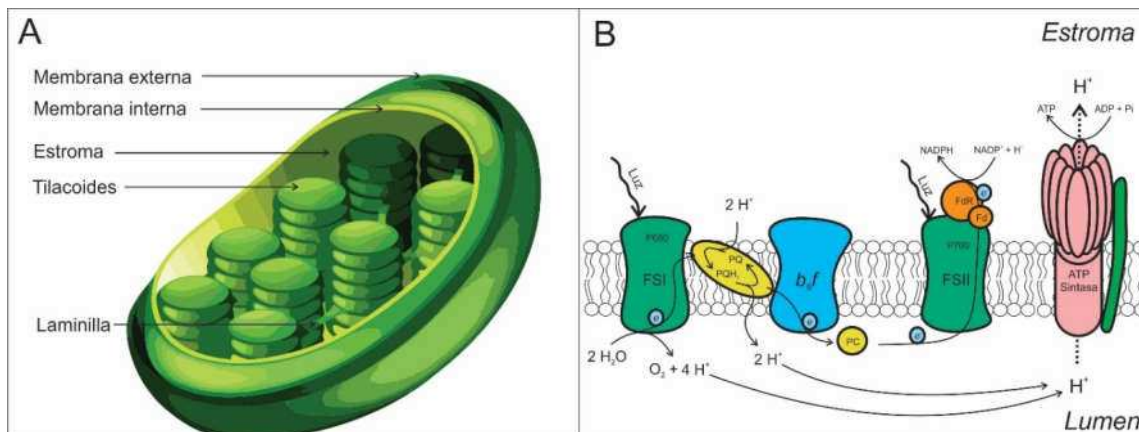 A
Membrana externa
Membrana interna
Estroma
Tilacoides
Laminilla
B
Estroma
H⁺
ATP
ADP + Pi
NADPH
NADP⁺ + H⁺
Luz
Luz
FdR
e
Fd
2 H⁺
P680
FSI
PQ
PQH₂
b₆f
P700
FSII
ATP
Sintasa
e
e
PC
e
2 H₂O
O₂ + 4 H⁺
2 H⁺
H⁺
Lumen